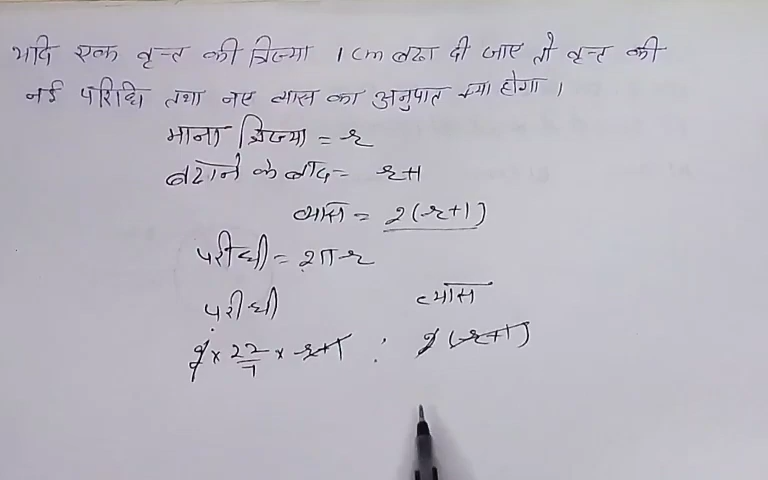 यदि एक वृत्त की त्रिज्या 1 cm बढा दी जाए तो वृत्त की
नई परिधि तथा नए व्यास का अनुपात क्या होगा ।
माना त्रिज्या = r
बढाने के बाद = r+1
व्यास = 2(r+1)
परीधी = 2πr
परीधी व्यास
2 × 22/7 × r+1 : 2(r+1)